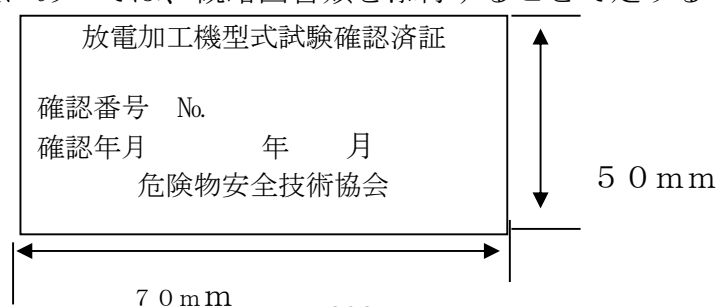 放電加工機型式試験確認済証
確認番号　№
確認年月　　　　年　　月
危険物安全技術協会
５０mm
７０mm